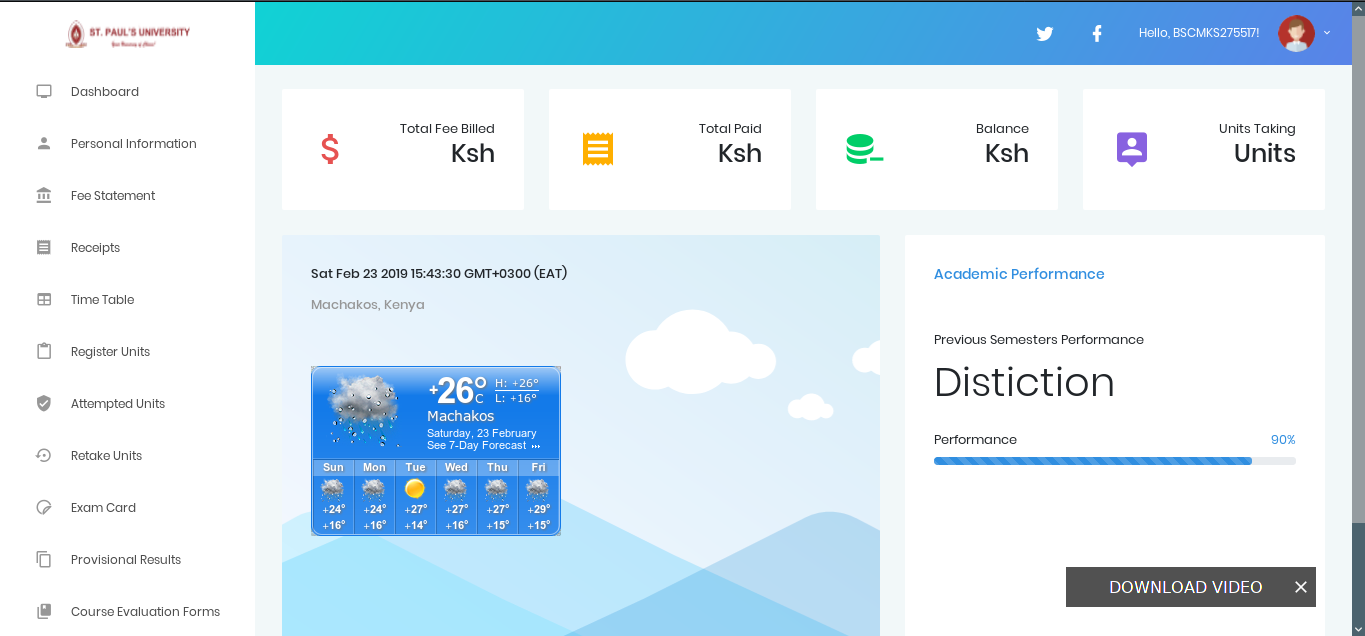 ST. PAUL'S UNIVERSITY
Hello, BSCMKS275517!
Dashboard
Personal Information
Fee Statement
Receipts
Time Table
Register Units
Attempted Units
Retake Units
Exam Card
Provisional Results
Course Evaluation Forms
Total Fee Billed
Ksh
Total Paid
Ksh
Balance
Ksh
Units Taking
Units
Sat Feb 23 2019 15:43:30 GMT+0300 (EAT)
Machakos, Kenya
+26°C H: +26°
L: +16°
Machakos
Saturday, 23 February
See 7-Day Forecast
Sun Mon Tue Wed Thu Fri
+24° +24° +27° +27° +27° +29°
+16° +16° +14° +16° +15° +15°
Academic Performance
Previous Semesters Performance
Distiction
Performance 90%
DOWNLOAD VIDEO